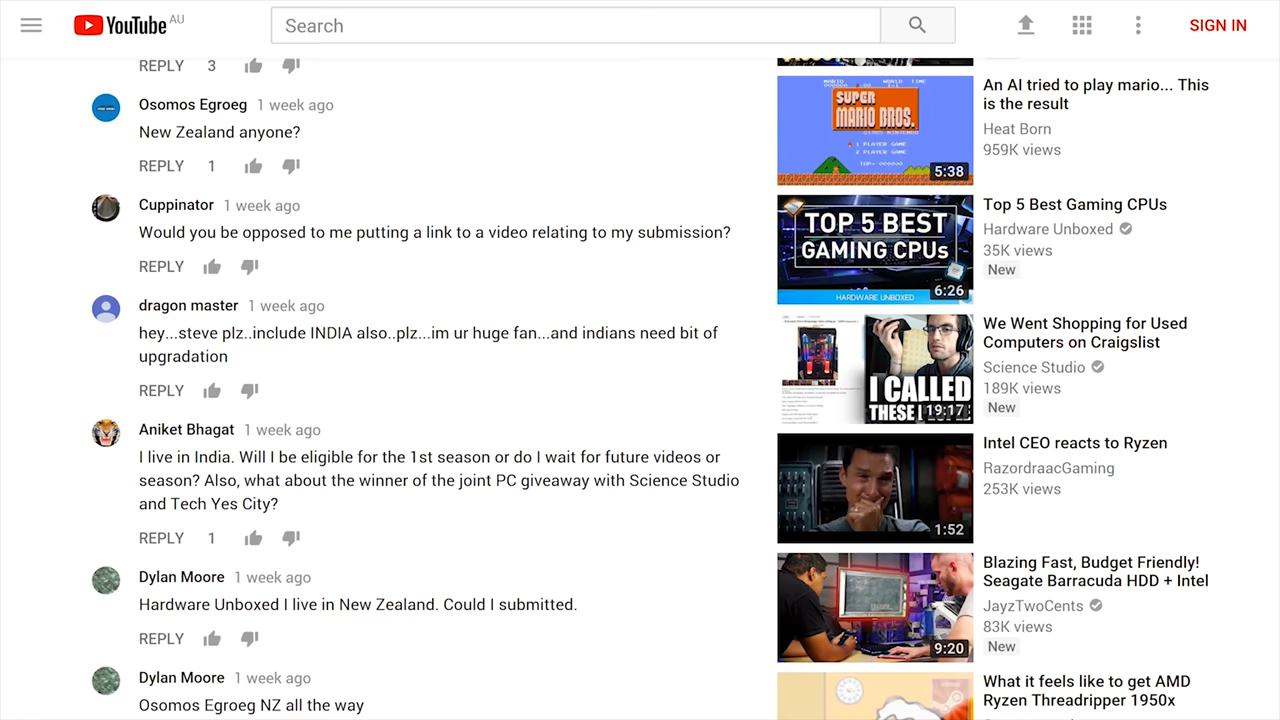 YouTube AU
Search
SIGN IN
REPLY 3
Osomos Egroeg 1 week ago
New Zealand anyone?
REPLY 1
Curunator 1 week ago
Would you be opposed to me putting a link to a video relating to my submission?
REPLY
dream master 1 week ago
hey...steve plz..include INDIA also..plz...im ur huge fan...and indians need bit of
upgradation
REPLY
Aniket Bhagat 1 week ago
I live in India. Will I be eligible for the 1st season or do I wait for future videos or
season? Also, what about the winner of the joint PC giveaway with Science Studio
and Tech Yes City?
REPLY 1
Dylan Moore 1 week ago
Hardware Unboxed I live in New Zealand. Could I submitted.
REPLY
Dylan Moore 1 week ago
Osomos Egroeg NZ all the way
MARIO WORLD TIME
SUPER
MARIO BROS.
1 PLAYER GAME
2 PLAYER GAME
TOP- 000000
5:38
An AI tried to play mario... This
is the result
Heat Born
959K views
TOP 5 BEST
GAMING CPUs
HARDWARE UNBOXED
6:26
Top 5 Best Gaming CPUs
Hardware Unboxed
35K views
New
I CALLED
THESE
19:17
We Went Shopping for Used
Computers on Craigslist
Science Studio
189K views
New
1:52
Intel CEO reacts to Ryzen
RazordraacGaming
253K views
9:20
Blazing Fast, Budget Friendly!
Seagate Barracuda HDD + Intel
JayzTwoCents
83K views
New
What it feels like to get AMD
Ryzen Threadripper 1950x